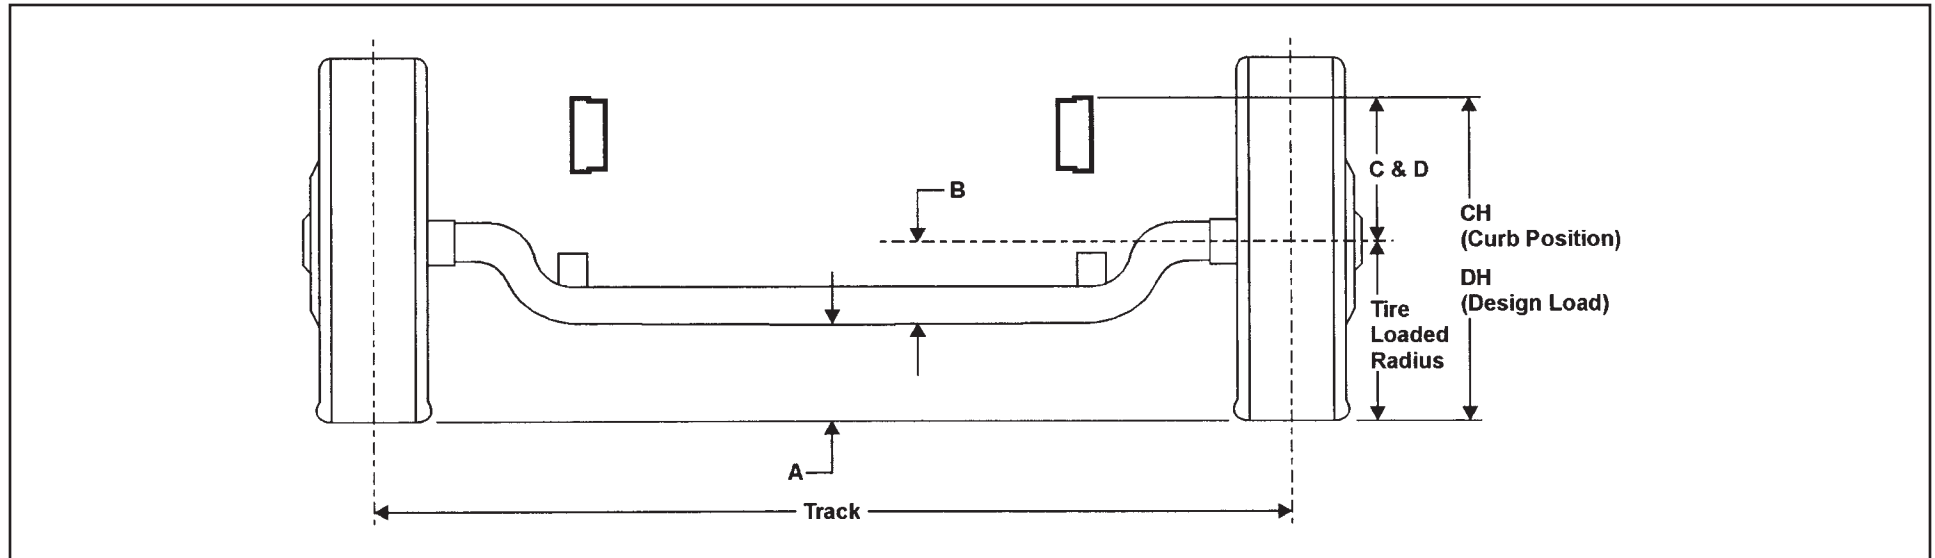 B
C & D
CH
(Curb Position)
DH
(Design Load)
Tire
Loaded
Radius
A
Track